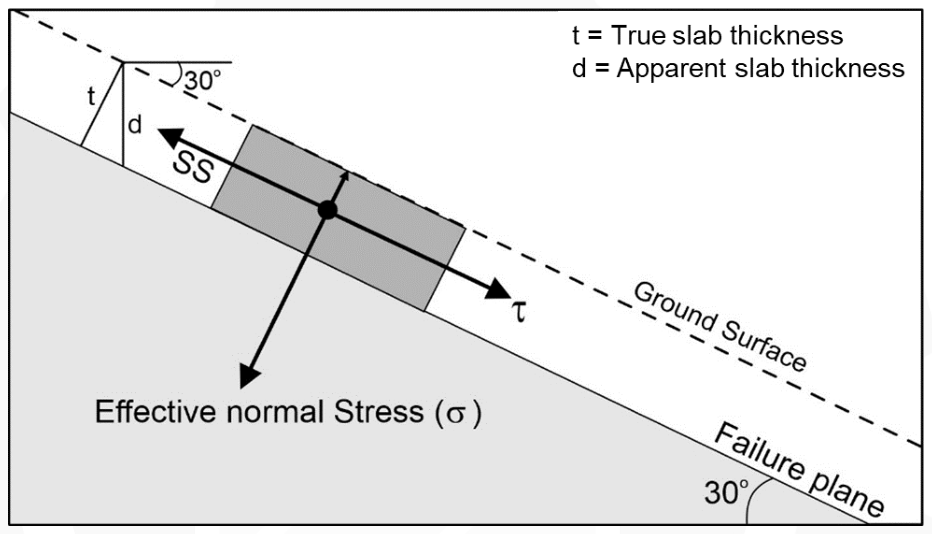 t = True slab thickness
d = Apparent slab thickness
30°
t
d
SS
τ
Ground Surface
Effective normal Stress (σ)
Failure plane
30°